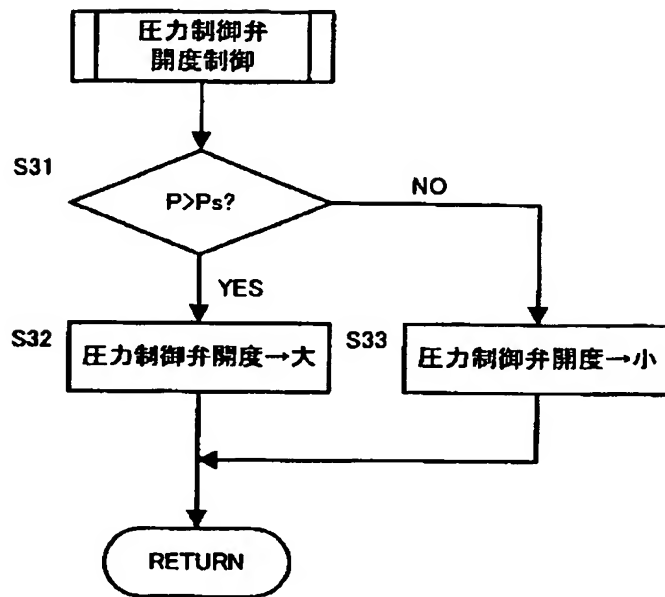 圧力制御弁
開度制御
S31
P>Ps?
NO
YES
S32
圧力制御弁開度→大
S33
圧力制御弁開度→小
RETURN